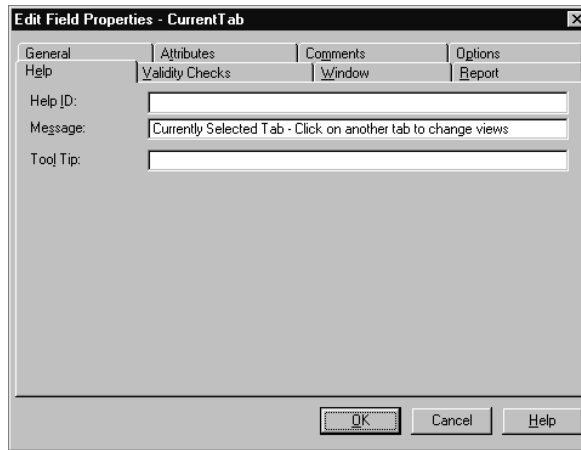 Edit Field Properties - CurrentTab
General Attributes Comments Options
Help Validity Checks Window Report
Help ID:
Message: Currently Selected Tab - Click on another tab to change views
Tool Tip:
OK Cancel Help